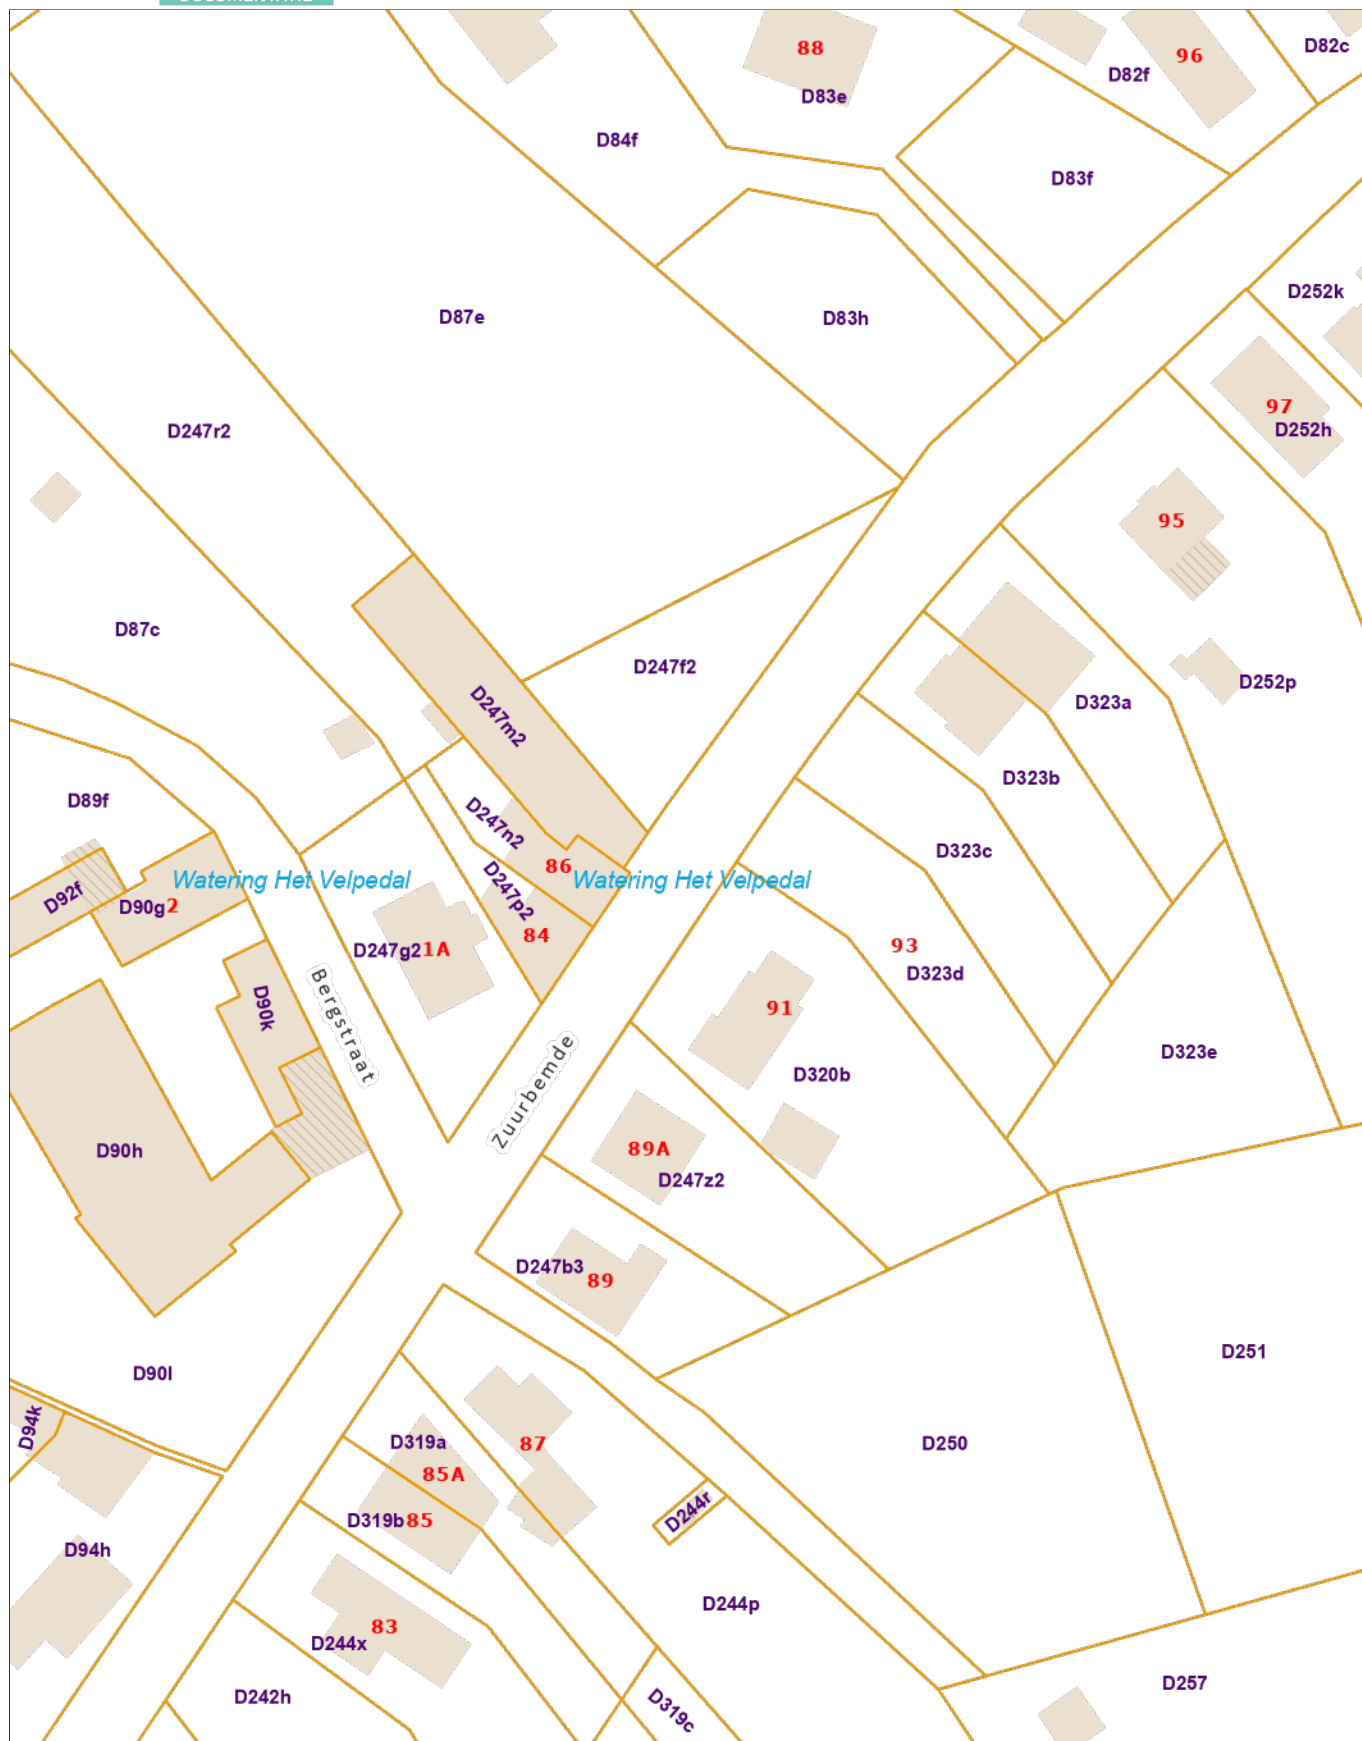 88
96
D82c
D82f
D83e
D84f
D83f
D252k
D87e
D83h
97
D252h
D247r2
95
D87c
D247f2
D252p
D247m2
D323a
D323b
D89f
D247n2
D323c
86
Watering Het Velpedal
Watering Het Velpedal
D92f
D90g2
D247p2
84
93
D247g21A
D323d
D90k
91
Bergstraat
Zuurbemde
D323e
D320b
D90h
89A
D247z2
D247b3
89
D251
D90l
D94k
D319a
87
D250
85A
D319b85
D244r
D94h
D244p
83
D244x
D257
D242h
D319c